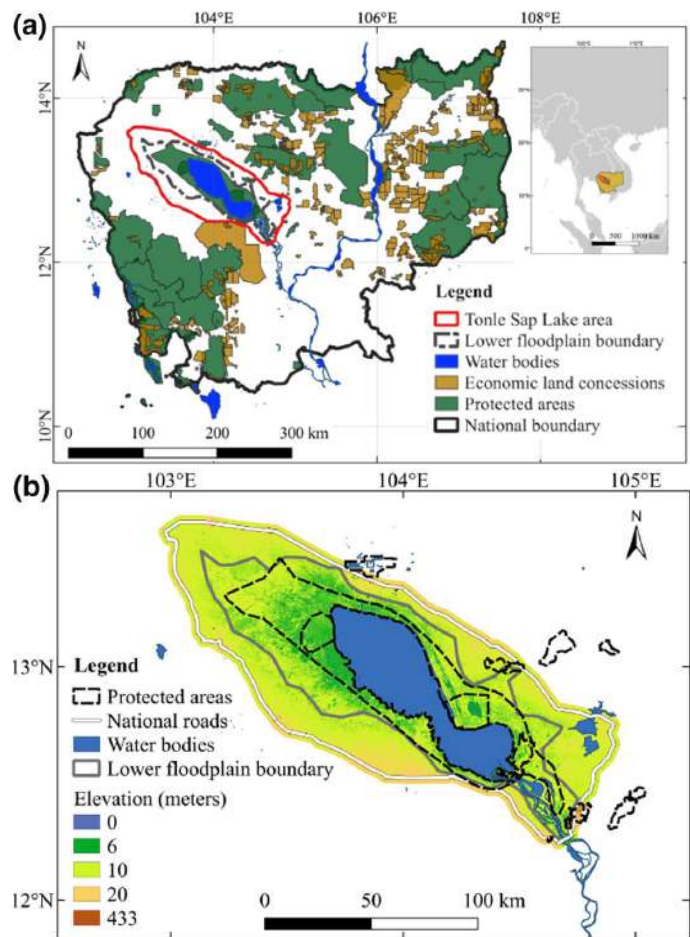 (a)
104°E 106°E 108°E
N
14°N
12°N
10°N
Legend
Tonle Sap Lake area
Lower floodplain boundary
Water bodies
Economic land concessions
Protected areas
National boundary
0 100 200 300 km
(b)
103°E 104°E 105°E
N
13°N
12°N
Legend
Protected areas
National roads
Water bodies
Lower floodplain boundary
Elevation (meters)
0
6
10
20
433
0 50 100 km